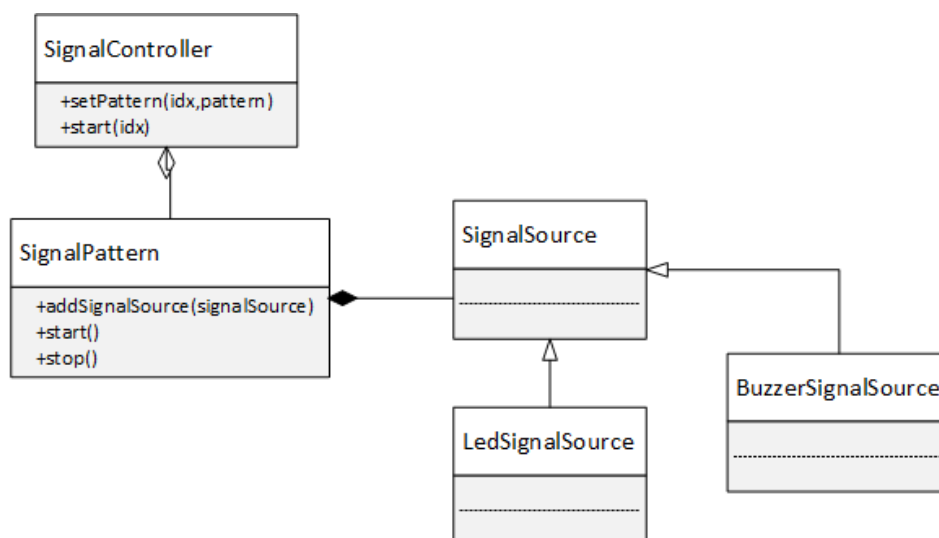 SignalController
+setPattern(idx,pattern)
+start(idx)
SignalPattern
+addSignalSource(signalSource)
+start()
+stop()
SignalSource
LedSignalSource
BuzzerSignalSource